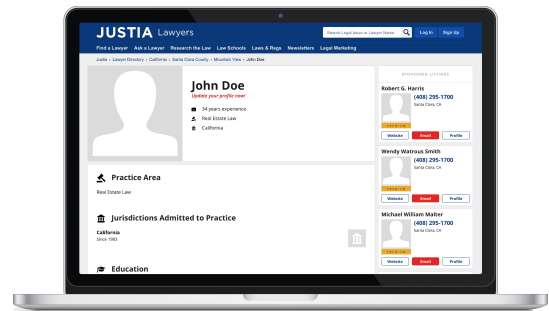 JUSTIA Lawyers
Search Legal Issue or Lawyer Name
Log In Sign Up
Find a Lawyer Ask a Lawyer Research the Law Law Schools Laws & Regs Newsletters Legal Marketing
Justia › Lawyer Directory › California › Santa Clara County › Mountain View › John Doe
John Doe
Update your profile now!
34 years experience
Real Estate Law
California
Practice Area
Real Estate Law
Jurisdictions Admitted to Practice
California
Since 1983
Education
SPONSORED LISTINGS
Robert G. Harris
(408) 295-1700
Santa Clara, CA
PREMIUM
Website Email Profile
Wendy Watrous Smith
(408) 295-1700
Santa Clara, CA
PREMIUM
Website Email Profile
Michael William Malter
(408) 295-1700
Santa Clara, CA
PREMIUM
Website Email Profile